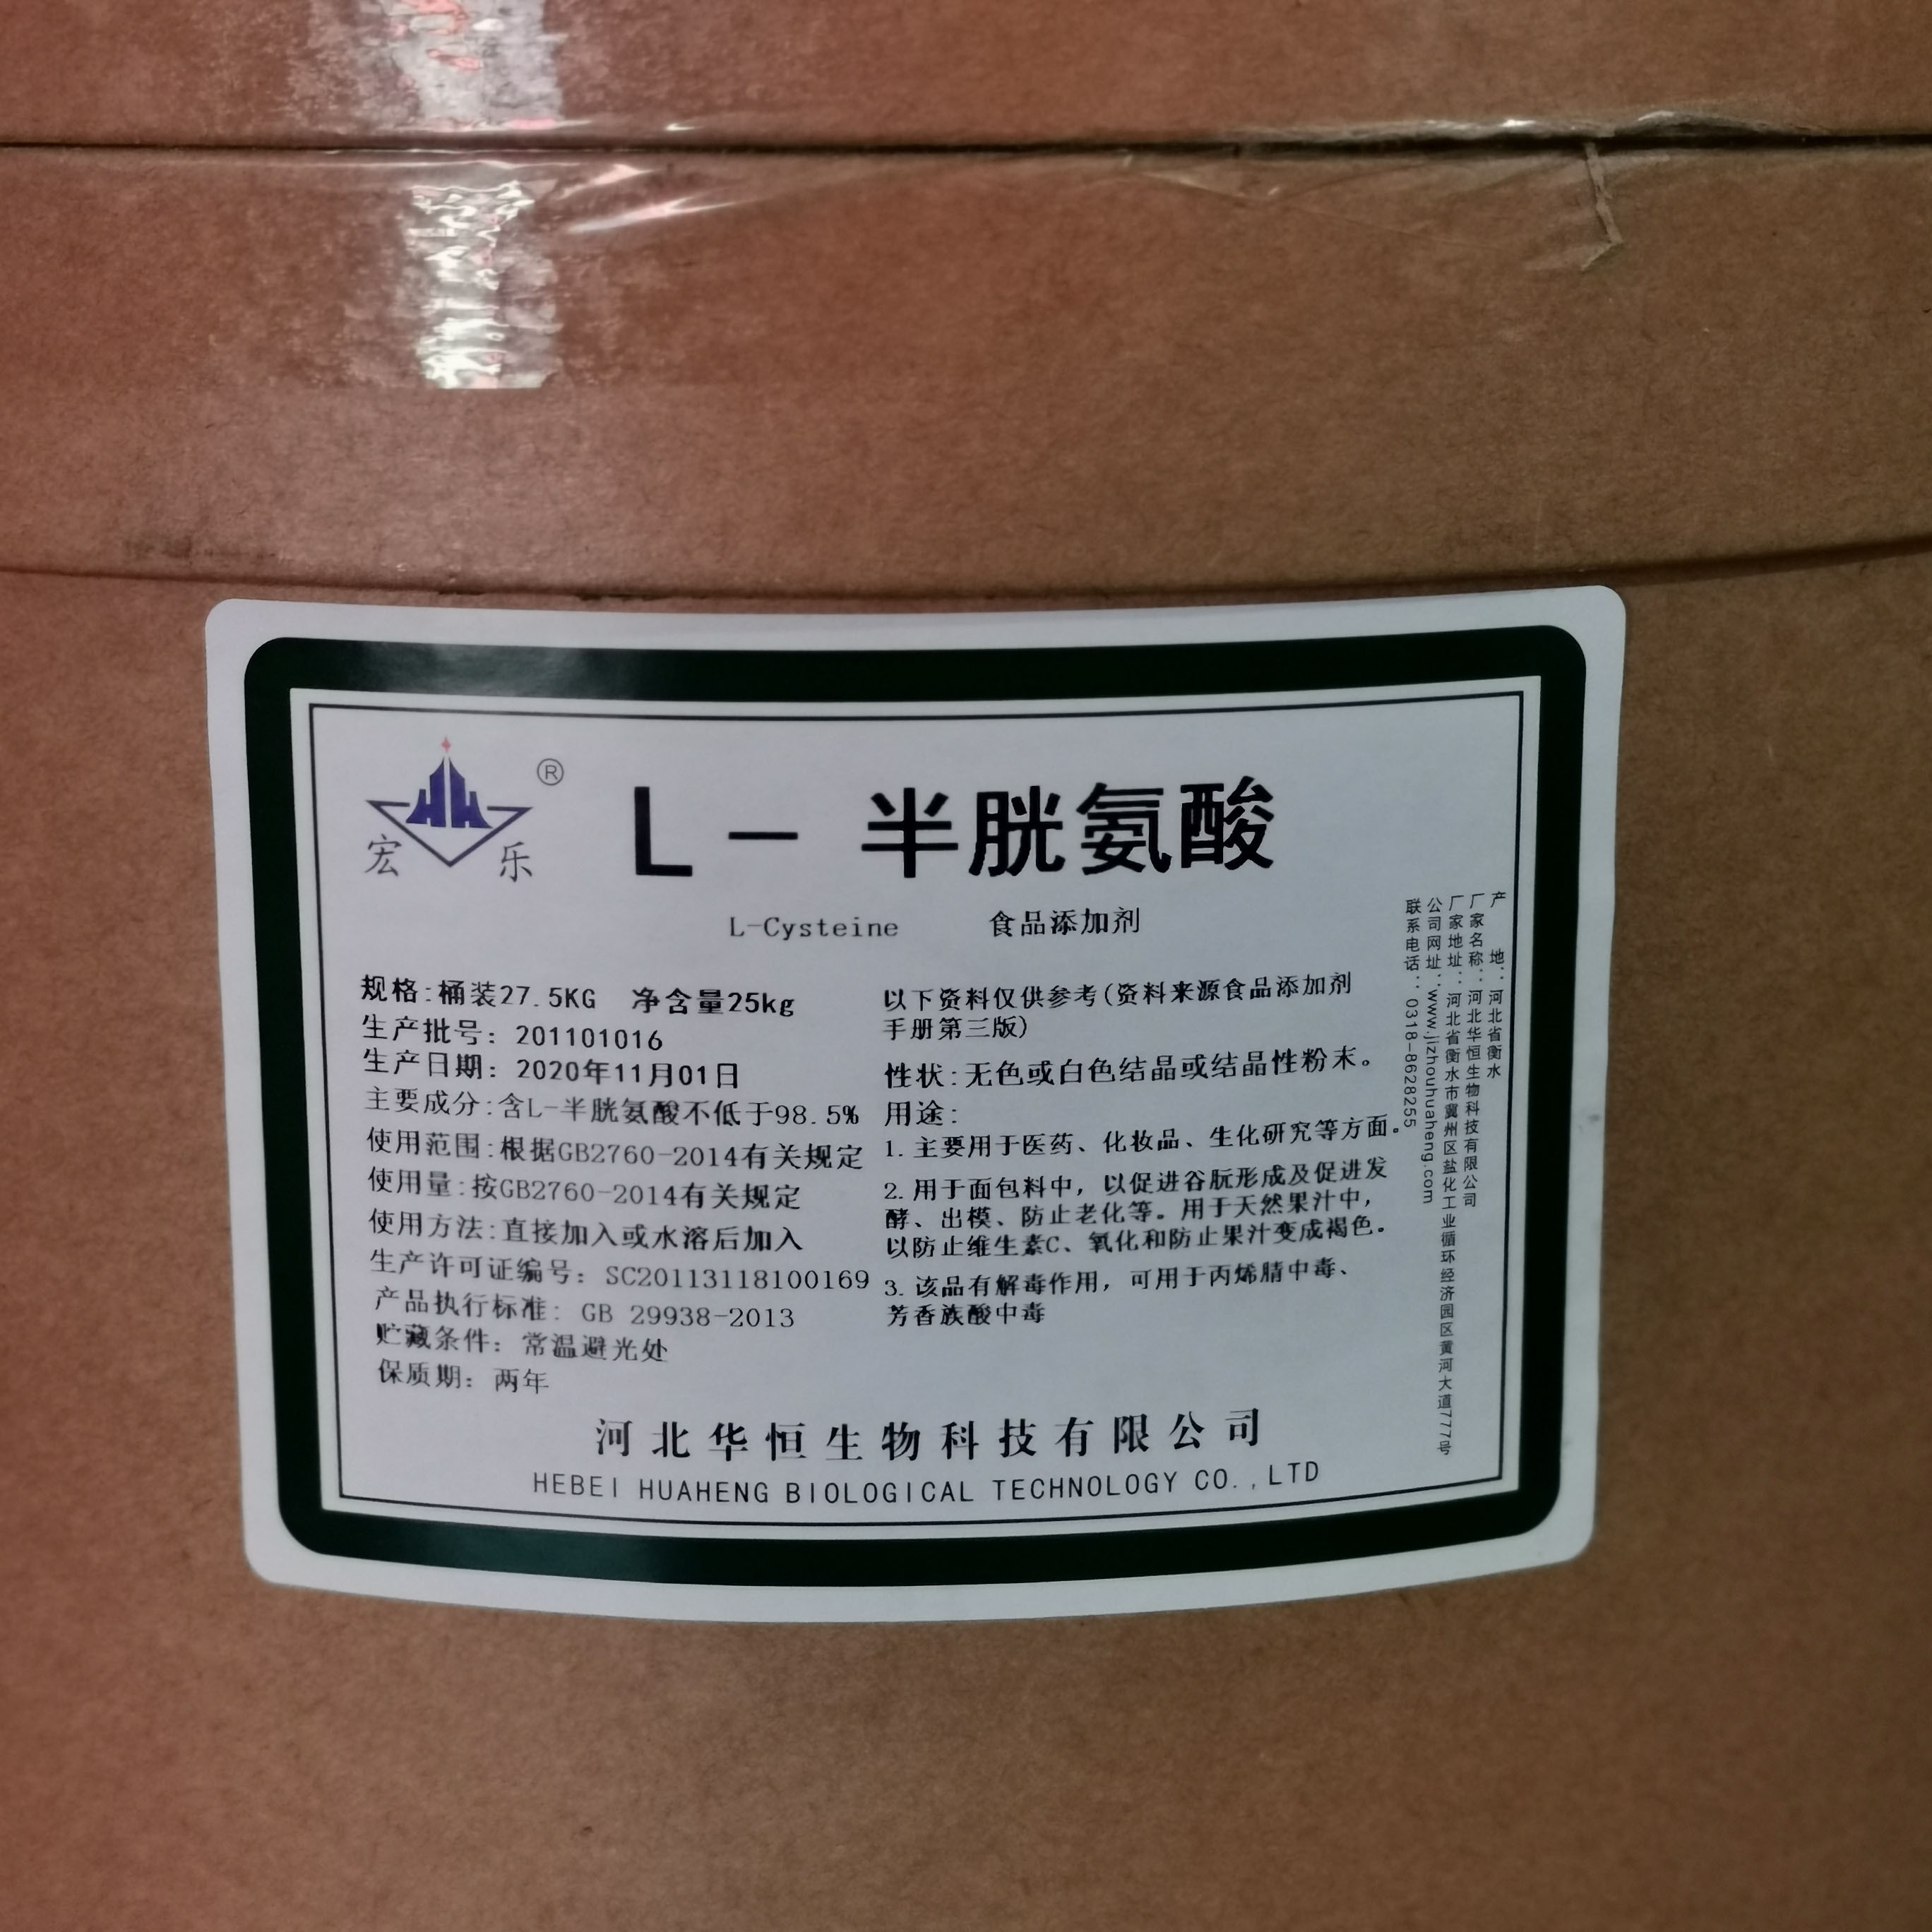 ®
宏 乐
L-半胱氨酸
L-Cysteine 食品添加剂
规格:桶装27.5KG 净含量25kg
生产批号：201101016
生产日期：2020年11月01日
主要成分:含L-半胱氨酸不低于98.5%
使用范围:根据GB2760-2014有关规定
使用量:按GB2760-2014有关规定
使用方法:直接加入或水溶后加入
生产许可证编号：SC20113118100169
产品执行标准：GB 29938-2013
贮藏条件：常温避光处
保质期：两年
以下资料仅供参考(资料来源食品添加剂
手册第三版)
性状:无色或白色结晶或结晶性粉末。
用途:
1. 主要用于医药、化妆品、生化研究等方面。
2. 用于面包料中，以促进谷朊形成及促进发
酵、出模、防止老化等。用于天然果汁中，
以防止维生素C、氧化和防止果汁变成褐色。
3. 该品有解毒作用，可用于丙烯腈中毒、
芳香族酸中毒
产 地：河北省衡水
厂家名称：河北华恒生物科技有限公司
厂家地址：河北省衡水市冀州区盐化工业循环经济园区黄河大道777号
公司网址：www.jizhouhuaheng.com
联系电话：0318-8628255
河北华恒生物科技有限公司
HEBEI HUAHENG BIOLOGICAL TECHNOLOGY CO.,LTD